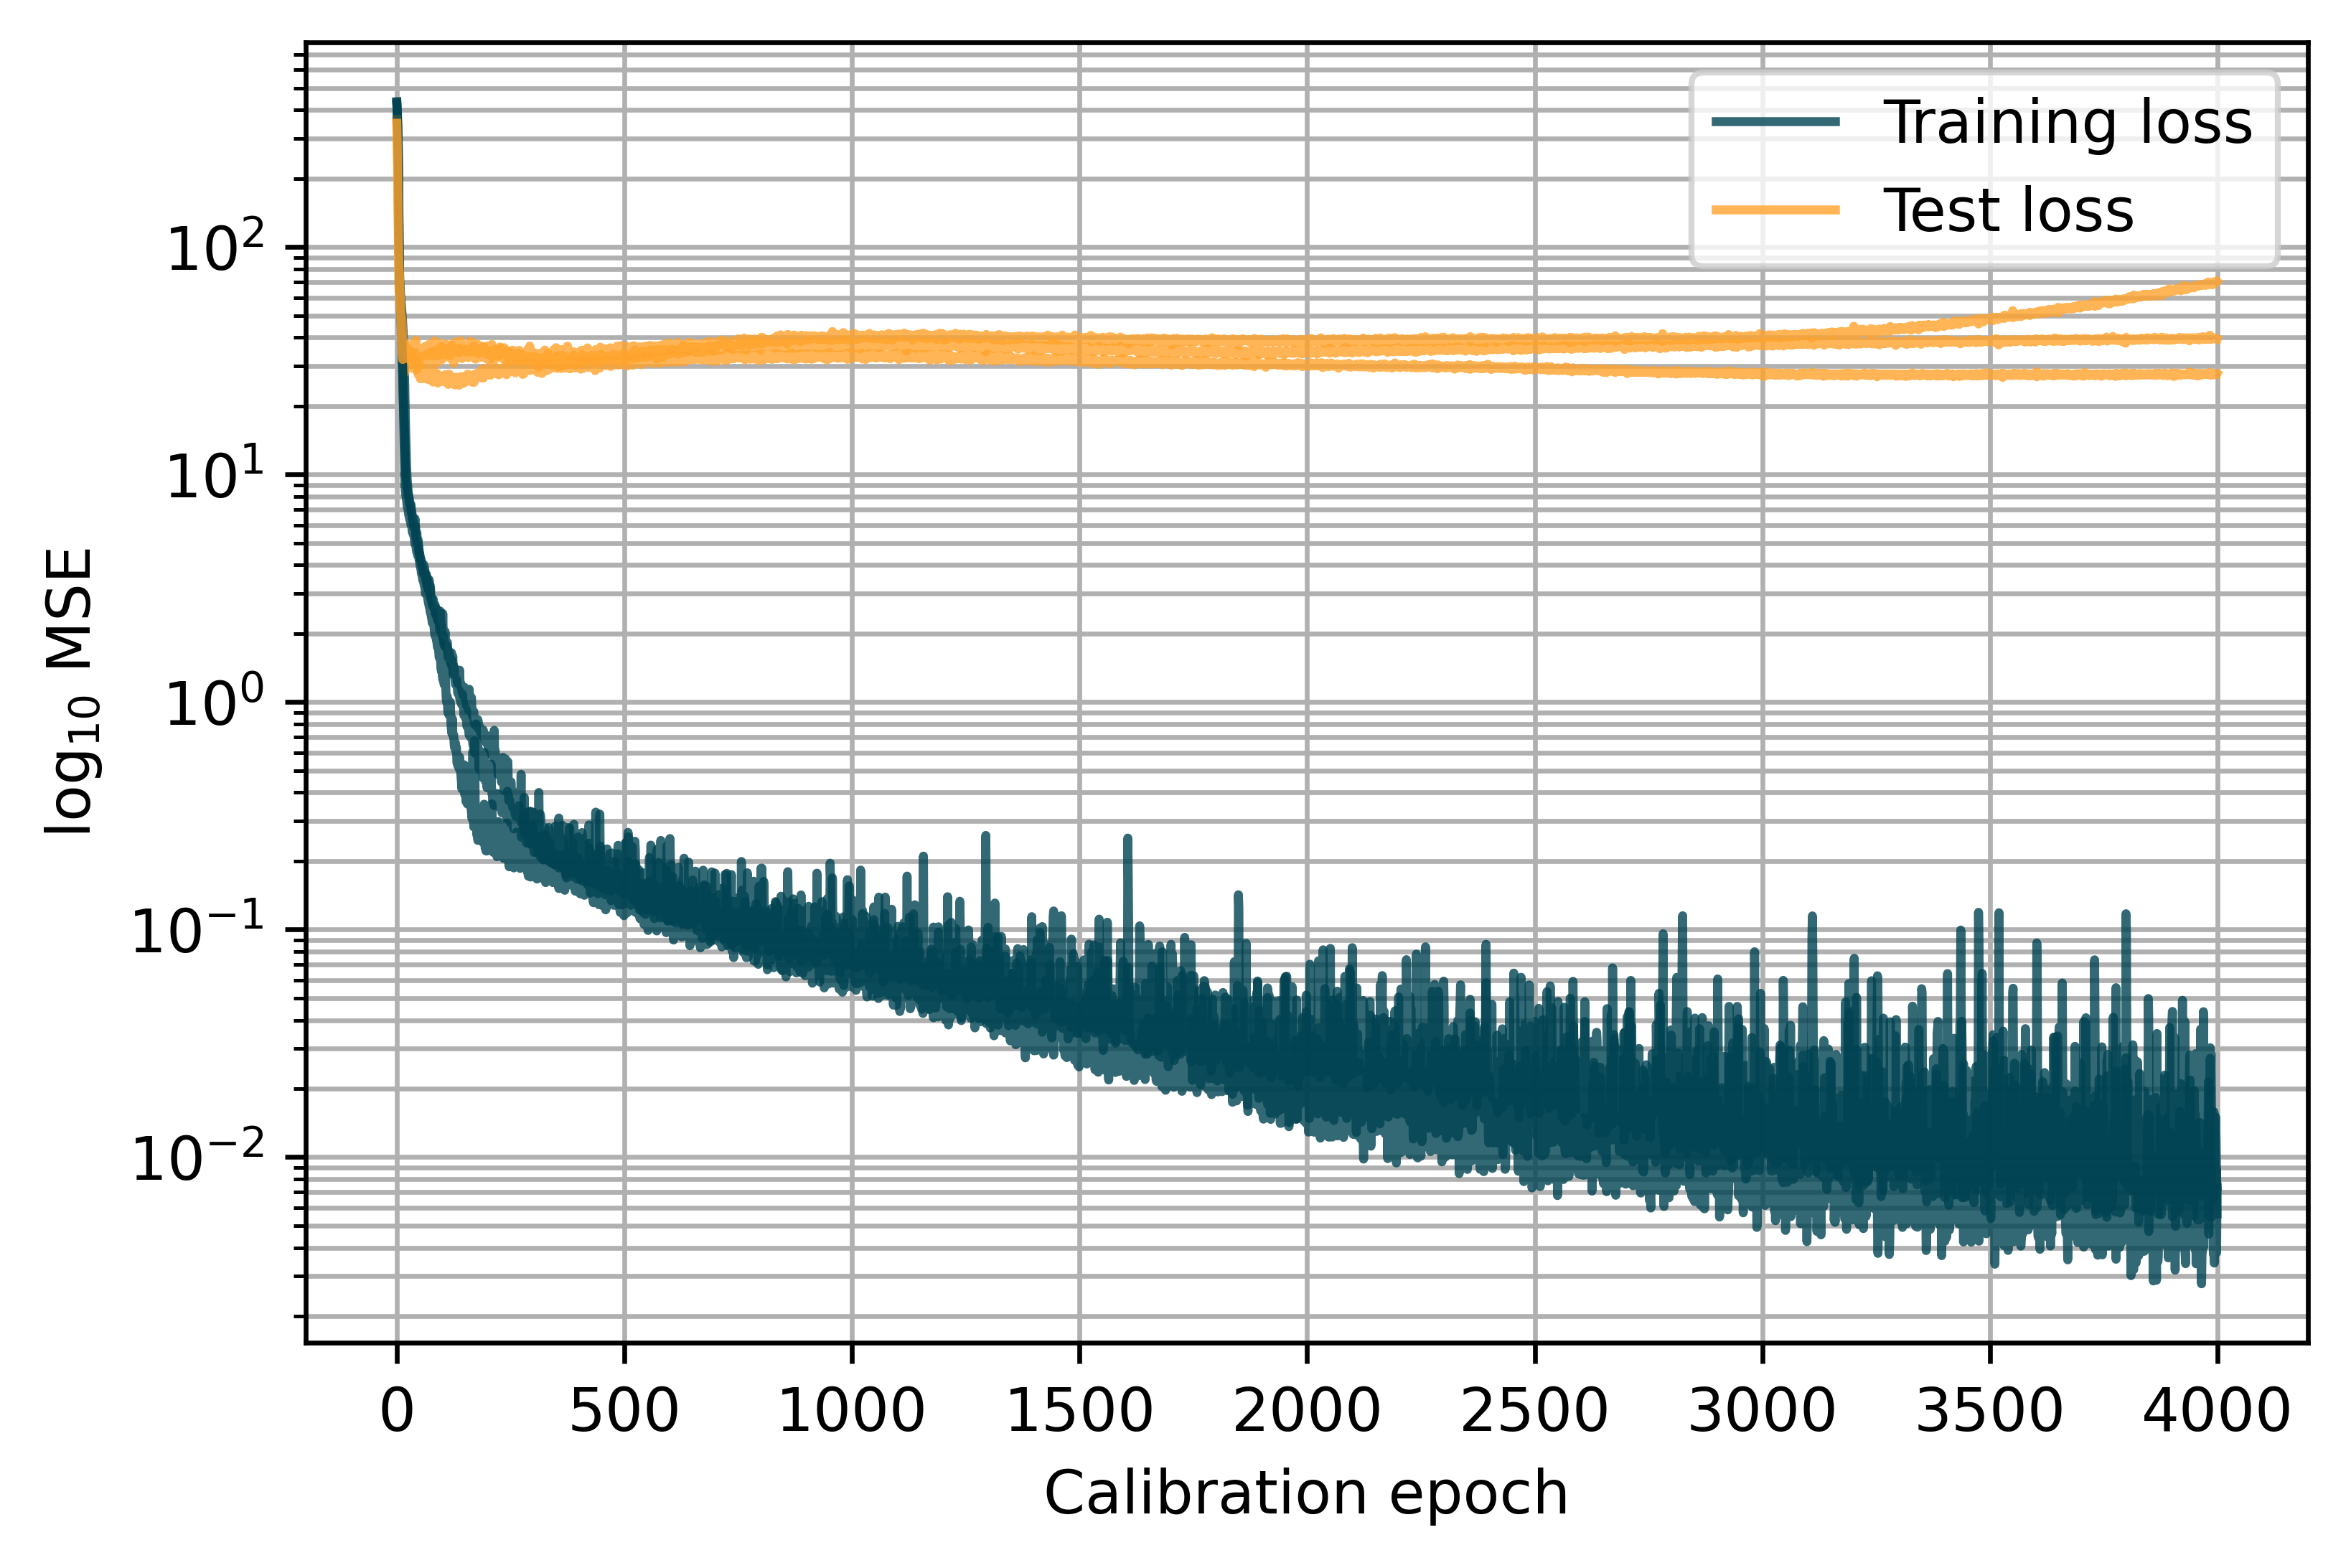 Training loss
Test loss
10²
10¹
10⁰
10⁻¹
10⁻²
log₁₀ MSE
0 500 1000 1500 2000 2500 3000 3500 4000
Calibration epoch